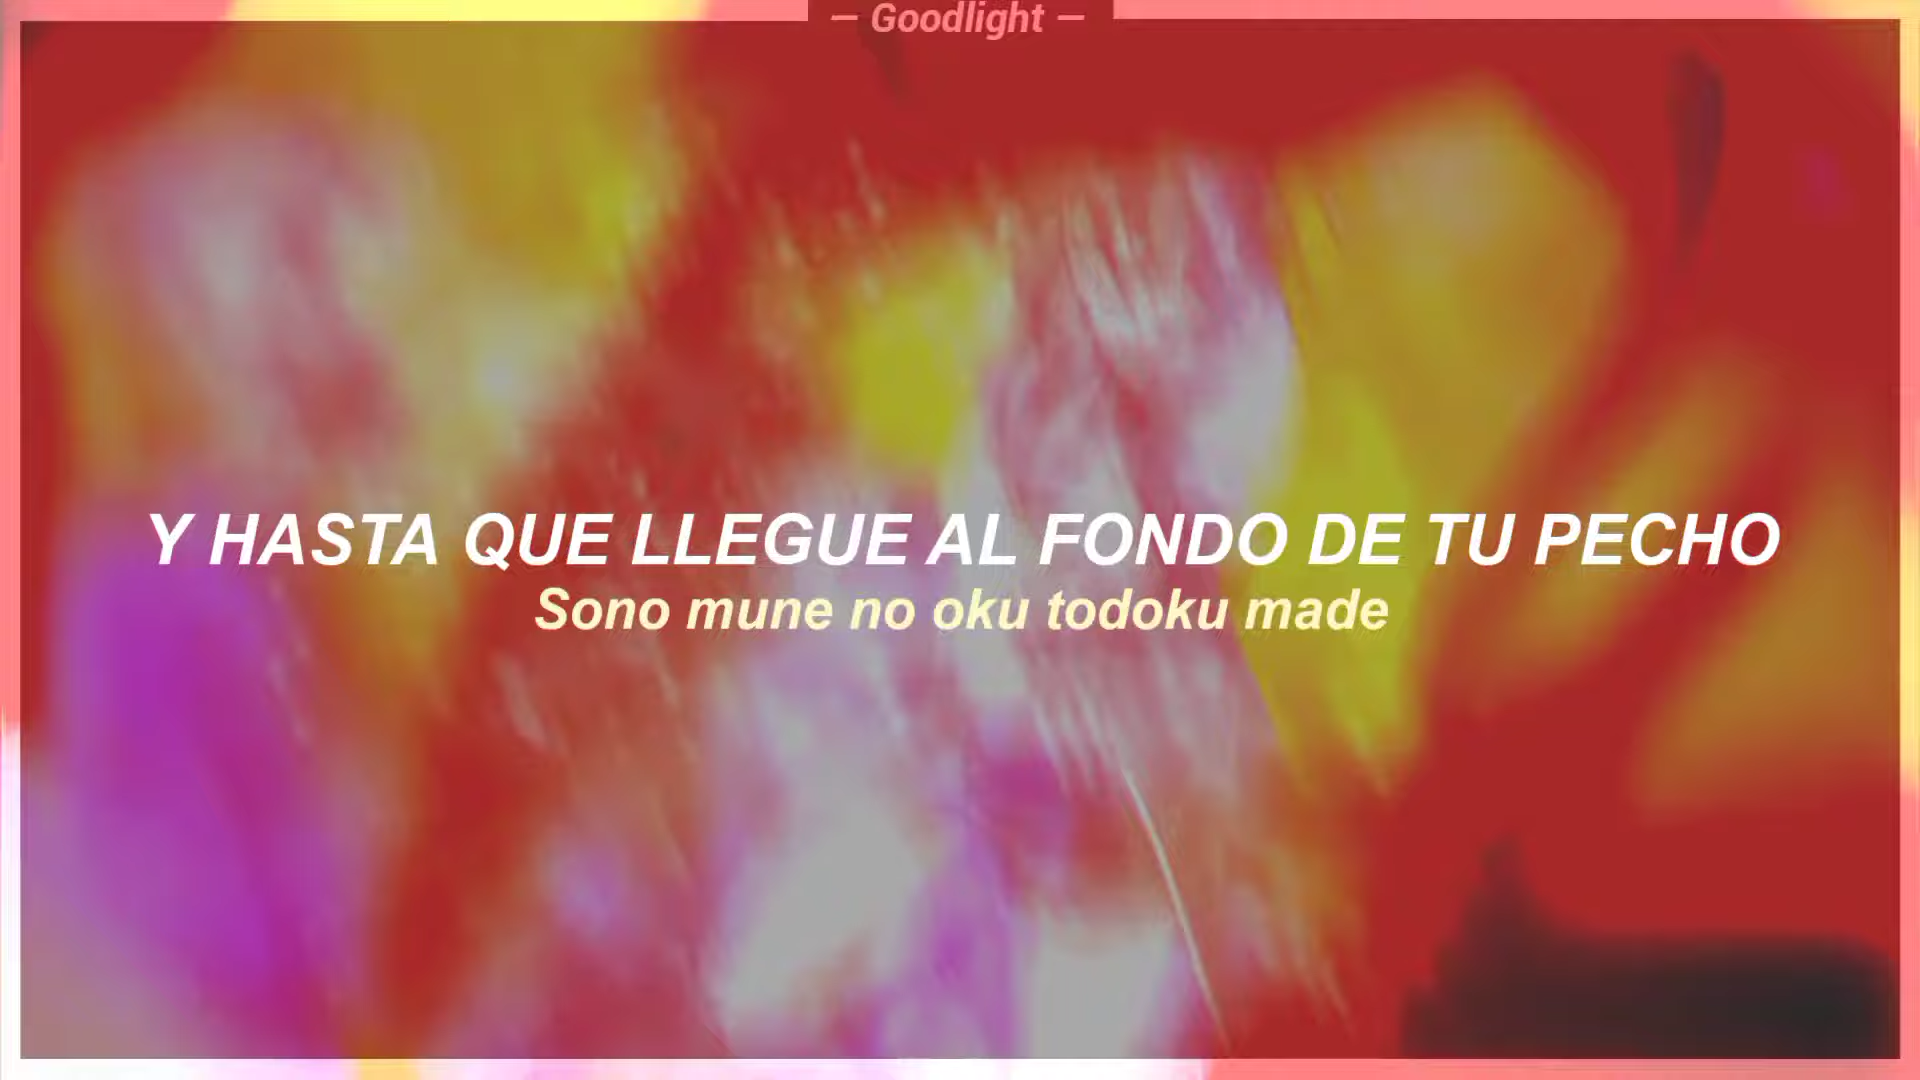 — Goodlight —
Y HASTA QUE LLEGUE AL FONDO DE TU PECHO
Sono mune no oku todoku made